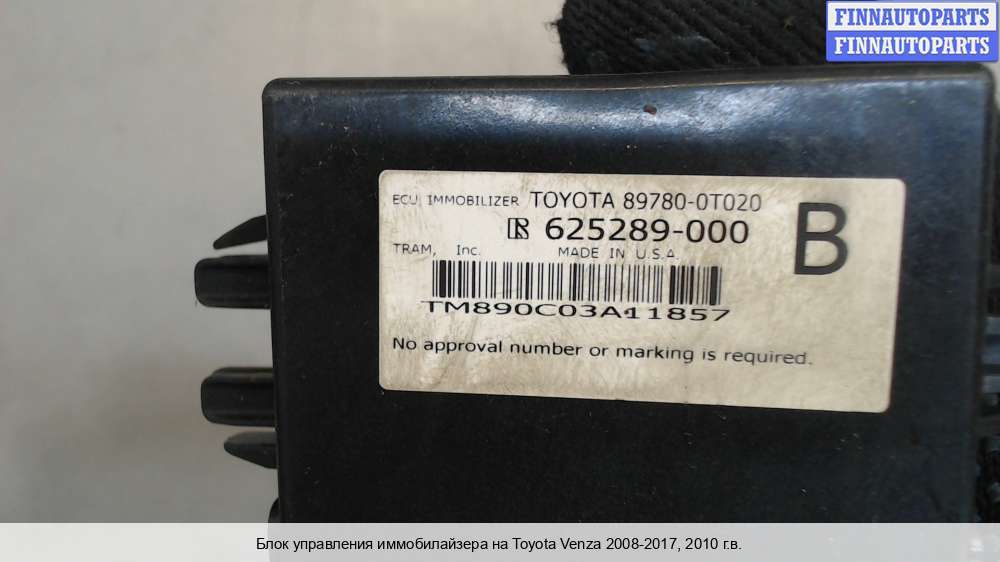 FINNAUTOPARTS
FINNAUTOPARTS
ECU IMMOBILIZER TOYOTA 89780-0T020
625289-000
B
TRAM, Inc. MADE IN U.S.A.
TM890C03A11857
No approval number or marking is required.
Блок управления иммобилайзера на Toyota Venza 2008-2017, 2010 г.в.